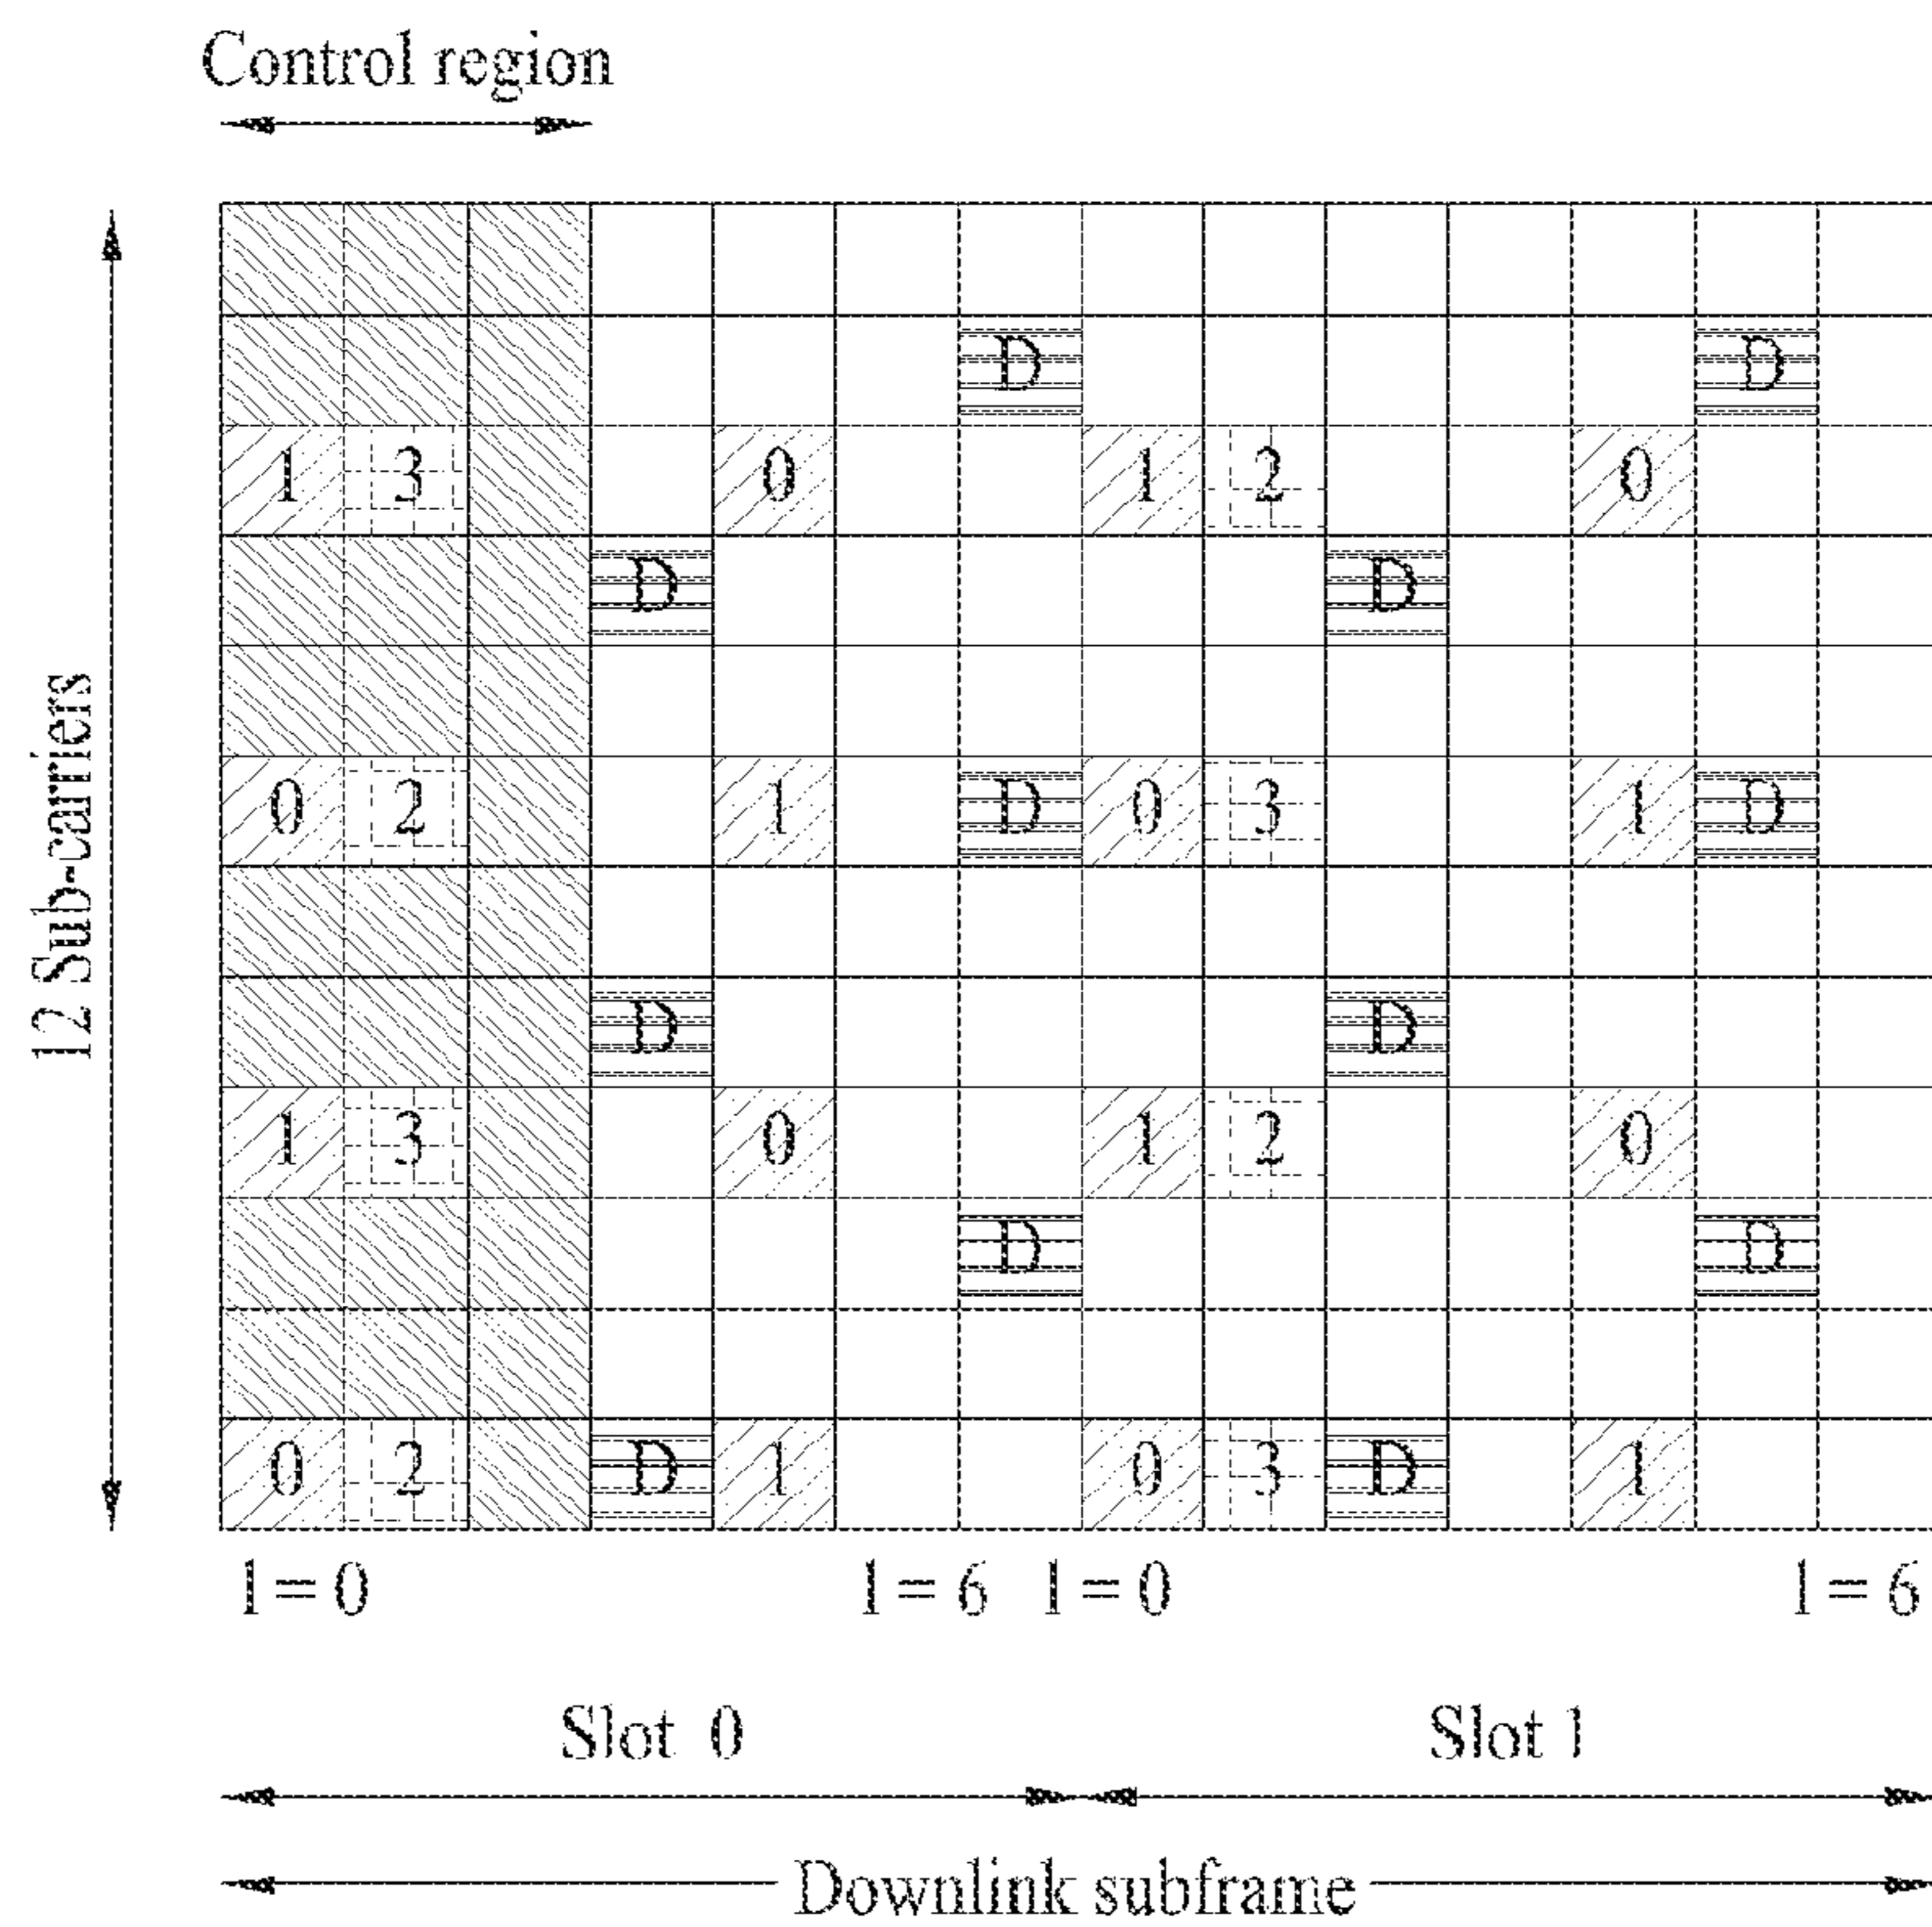 Control region
12 Sub-carriers
D D
1 3 0 1 2 0
D D
0 2 1 D 0 3 1 D
D D
1 3 0 1 2 0
D D
0 2 D 1 0 3 D 1
l = 0 l = 6 l = 0 l = 6
Slot 0 Slot 1
Downlink subframe